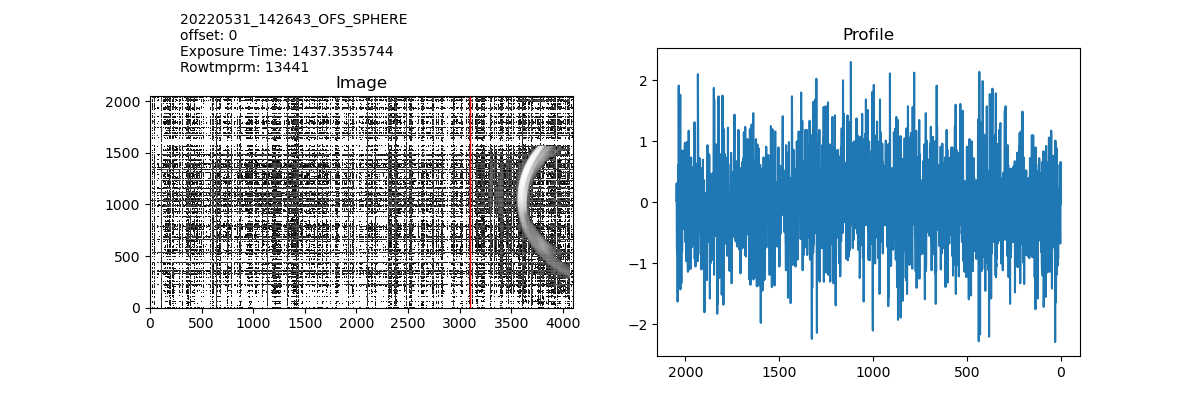 20220531_142643_OFS_SPHERE
offset: 0
Exposure Time: 1437.3535744
Rowtmprm: 13441
Image
2000
1500
1000
500
0
0 500 1000 1500 2000 2500 3000 3500 4000
Profile
2
1
0
−1
−2
2000 1500 1000 500 0